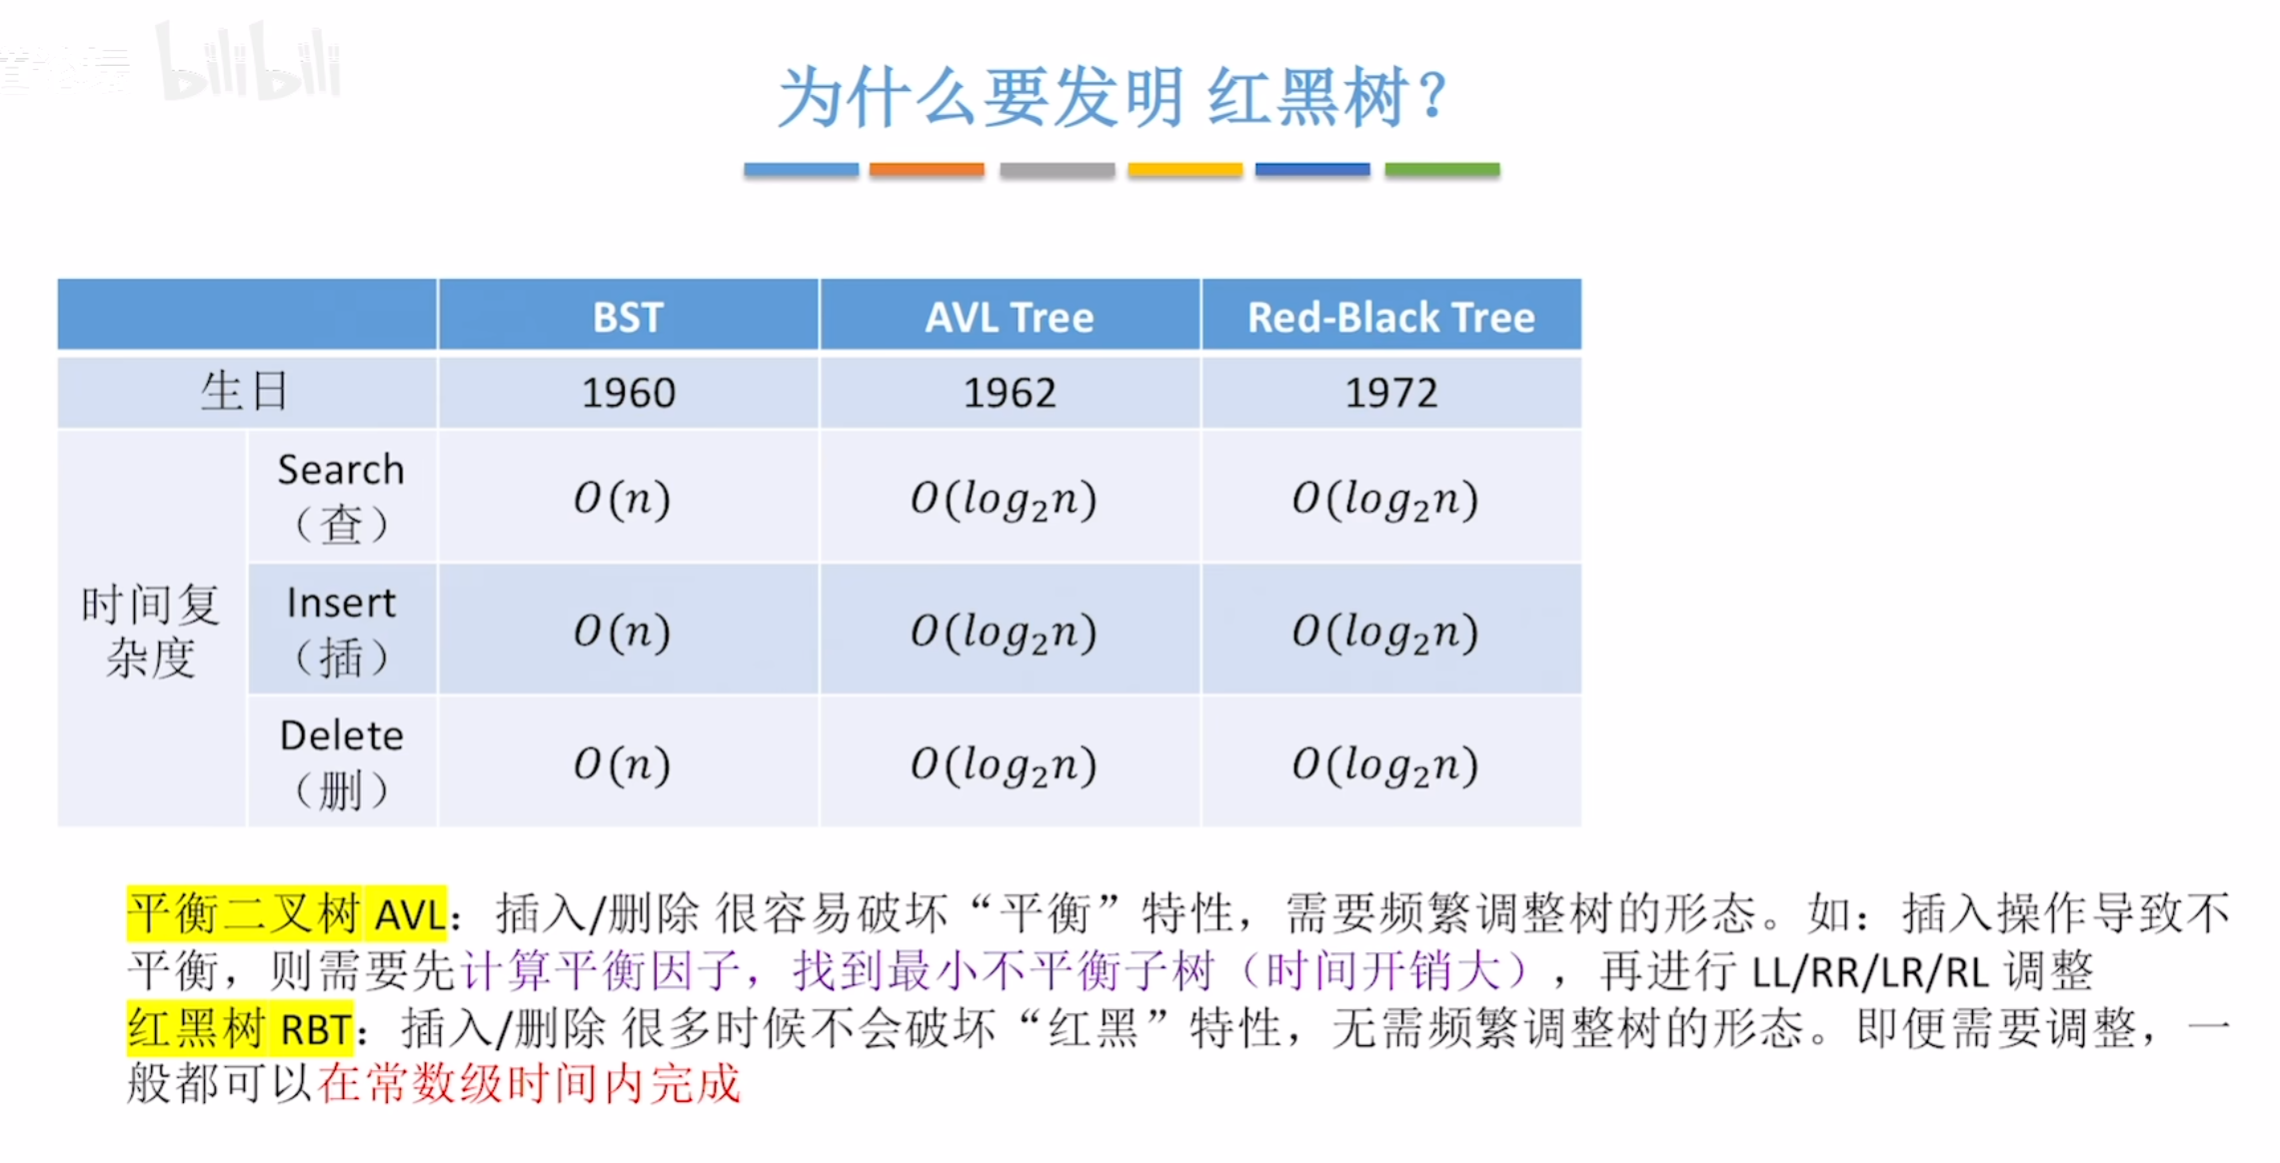 bilibili
为什么要发明 红黑树？
BST AVL Tree Red-Black Tree
生日 1960 1962 1972
时间复
杂度
Search
（查）
O(n) O(log₂n) O(log₂n)
Insert
（插）
O(n) O(log₂n) O(log₂n)
Delete
（删）
O(n) O(log₂n) O(log₂n)
平衡二叉树 AVL：插入/删除 很容易破坏“平衡”特性，需要频繁调整树的形态。如：插入操作导致不
平衡，则需要先计算平衡因子，找到最小不平衡子树（时间开销大），再进行 LL/RR/LR/RL 调整
红黑树 RBT：插入/删除 很多时候不会破坏“红黑”特性，无需频繁调整树的形态。即便需要调整，一
般都可以在常数级时间内完成